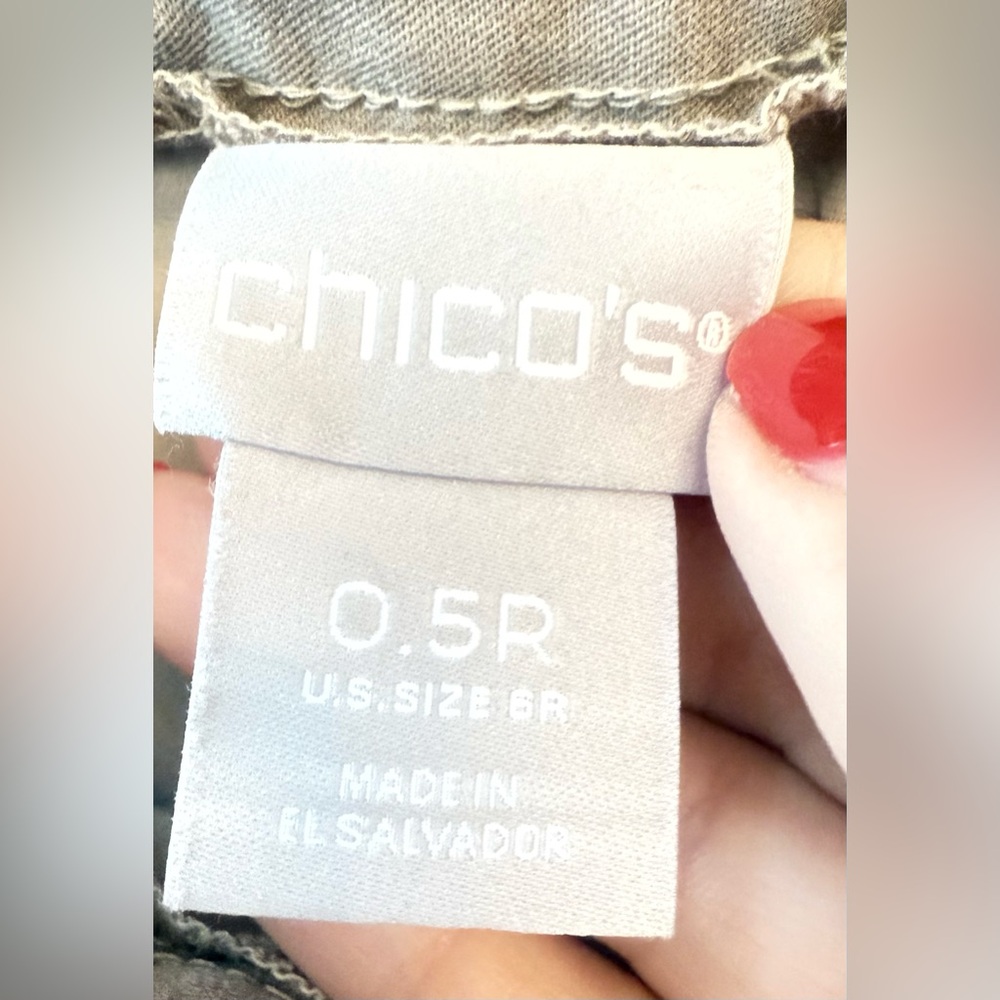 chico's®
0.5R
U.S. SIZE 6R
MADE IN
EL SALVADOR